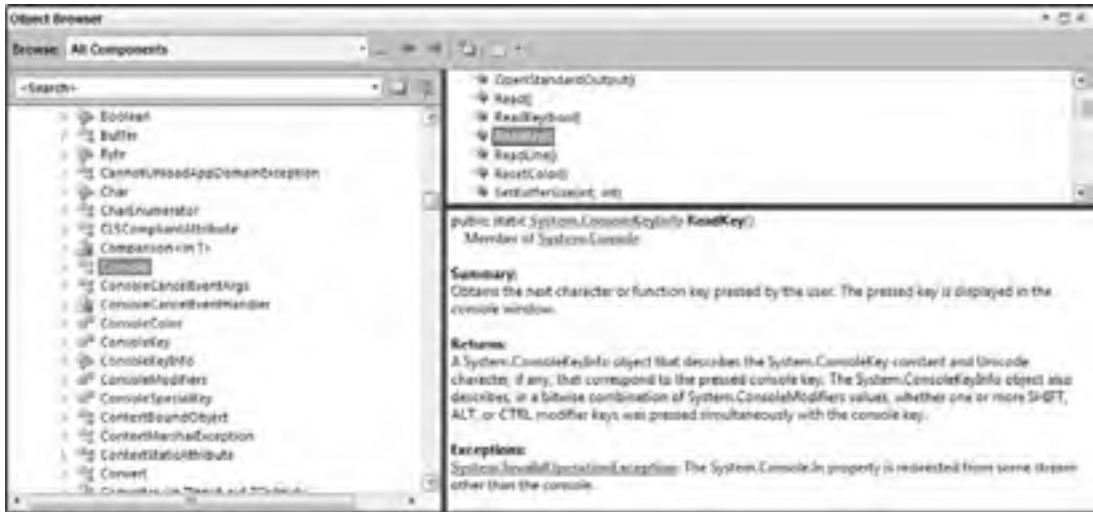 Object Browser
Browse: All Components
<Search>
Boolean
Buffer
Byte
CannotUnloadAppDomainException
Char
CharEnumerator
CLSCompliantAttribute
Comparison<in T>
Console
ConsoleCancelEventArgs
ConsoleCancelEventHandler
ConsoleColor
ConsoleKey
ConsoleKeyInfo
ConsoleModifiers
ConsoleSpecialKey
ContextBoundObject
ContextMarshalException
ContextStaticAttribute
Convert
OpenStandardOutput()
Read()
ReadKey(bool)
ReadKey()
ReadLine()
ResetColor()
SetBufferSize(int, int)
public static System.ConsoleKeyInfo ReadKey()
Member of System.Console
Summary:
Obtains the next character or function key pressed by the user. The pressed key is displayed in the
console window.
Returns:
A System.ConsoleKeyInfo object that describes the System.ConsoleKey constant and Unicode
character, if any, that correspond to the pressed console key. The System.ConsoleKeyInfo object also
describes, in a bitwise combination of System.ConsoleModifiers values, whether one or more SHIFT,
ALT, or CTRL modifier keys was pressed simultaneously with the console key.
Exceptions:
System.InvalidOperationException: The System.Console.In property is redirected from some stream
other than the console.